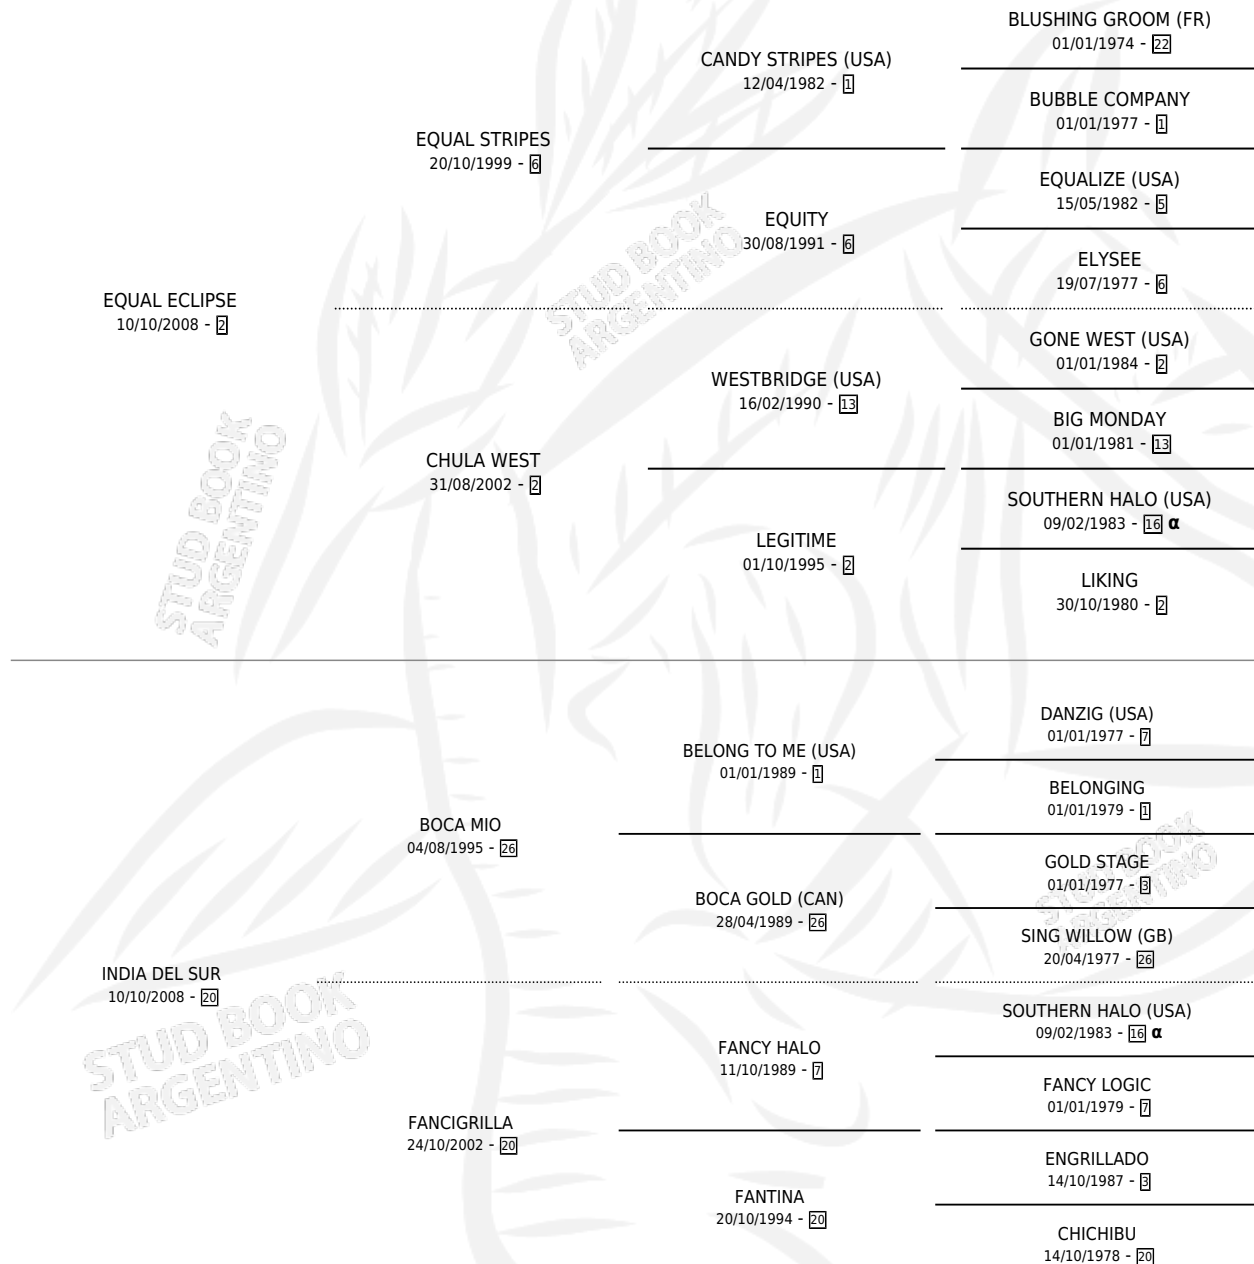 BLUSHING GROOM (FR)
01/01/1974 - 22
CANDY STRIPES (USA)
12/04/1982 - 1
BUBBLE COMPANY
01/01/1977 - 1
EQUAL STRIPES
20/10/1999 - 6
EQUALIZE (USA)
15/05/1982 - 5
EQUITY
30/08/1991 - 6
ELYSEE
19/07/1977 - 6
EQUAL ECLIPSE
10/10/2008 - 2
GONE WEST (USA)
01/01/1984 - 2
WESTBRIDGE (USA)
16/02/1990 - 13
BIG MONDAY
01/01/1981 - 13
CHULA WEST
31/08/2002 - 2
SOUTHERN HALO (USA)
09/02/1983 - 16 α
LEGITIME
01/10/1995 - 2
LIKING
30/10/1980 - 2
STUD BOOK
ARGENTINO
STUD BOOK
ARGENTINO
DANZIG (USA)
01/01/1977 - 7
BELONG TO ME (USA)
01/01/1989 - 1
BELONGING
01/01/1979 - 1
BOCA MIO
04/08/1995 - 26
GOLD STAGE
01/01/1977 - 3
BOCA GOLD (CAN)
28/04/1989 - 26
SING WILLOW (GB)
20/04/1977 - 26
INDIA DEL SUR
10/10/2008 - 20
SOUTHERN HALO (USA)
09/02/1983 - 16 α
FANCY HALO
11/10/1989 - 7
FANCY LOGIC
01/01/1979 - 7
FANCIGRILLA
24/10/2002 - 20
ENGRILLADO
14/10/1987 - 3
FANTINA
20/10/1994 - 20
CHICHIBU
14/10/1978 - 20
STUD BOOK
ARGENTINO
STUD BOOK
ARGENTINO